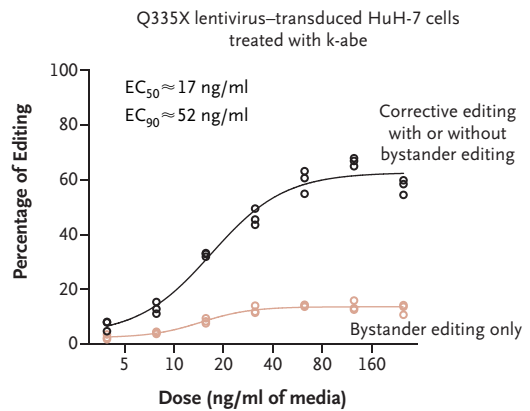 Q335X lentivirus–transduced HuH-7 cells
treated with k-abe
100
80
60
40
20
0
Percentage of Editing
EC50≈17 ng/ml
EC90≈52 ng/ml
Corrective editing
with or without
bystander editing
Bystander editing only
5 10 20 40 80 160
Dose (ng/ml of media)